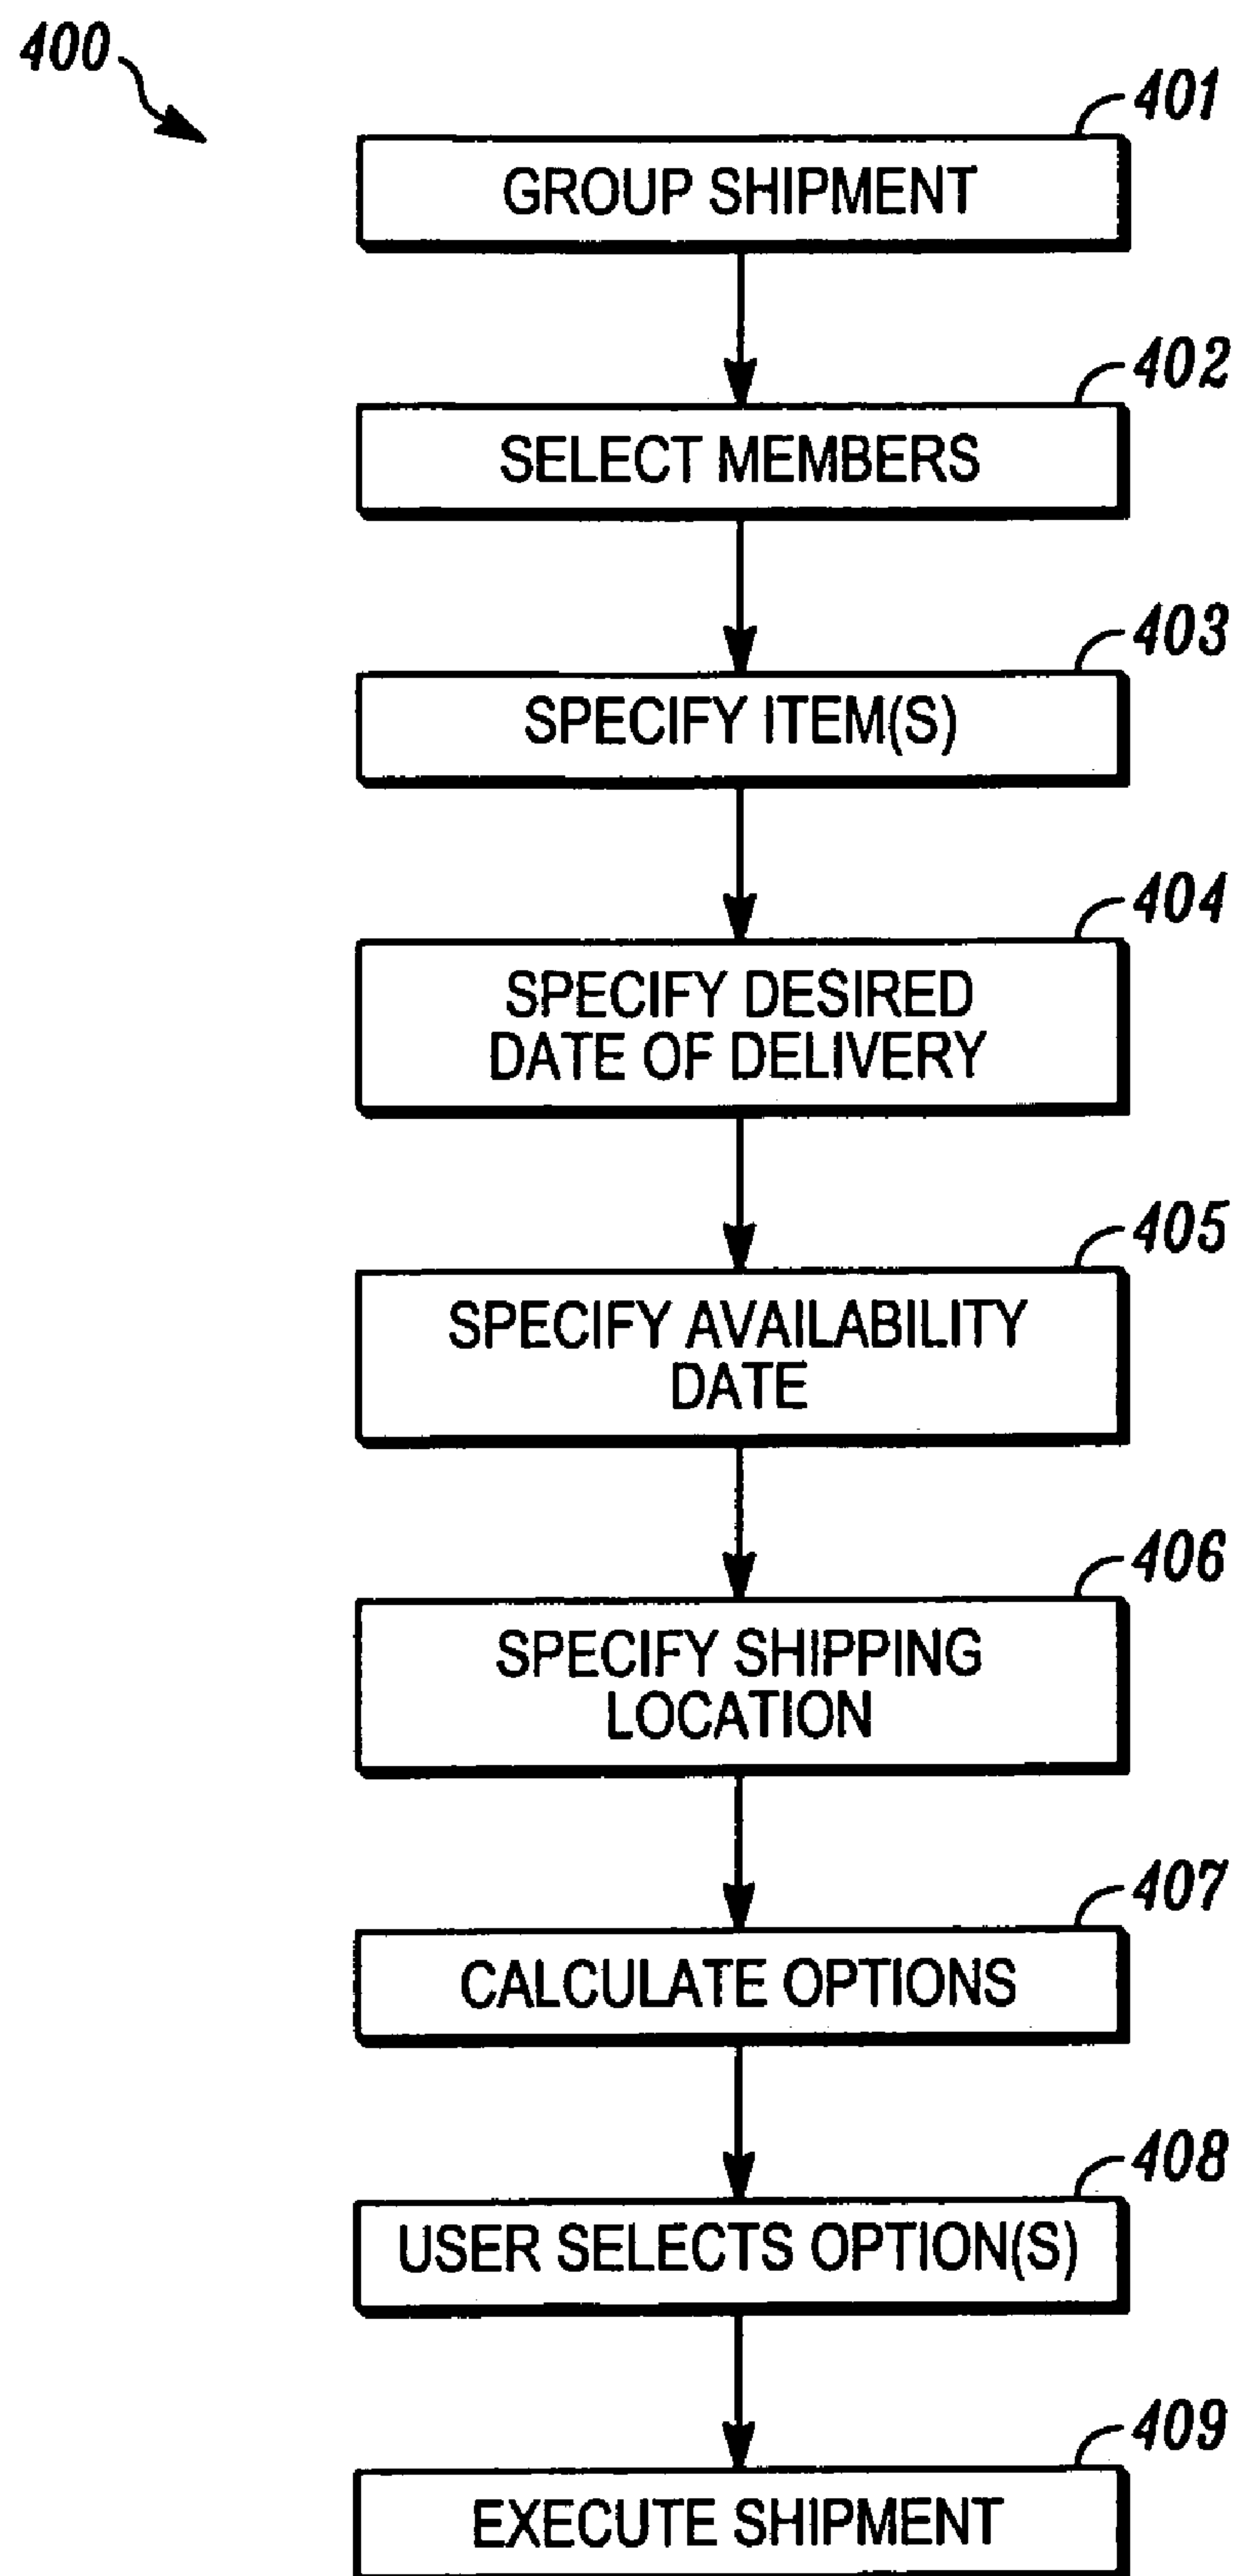 400
401
GROUP SHIPMENT
402
SELECT MEMBERS
403
SPECIFY ITEM(S)
404
SPECIFY DESIRED
DATE OF DELIVERY
405
SPECIFY AVAILABILITY
DATE
406
SPECIFY SHIPPING
LOCATION
407
CALCULATE OPTIONS
408
USER SELECTS OPTION(S)
409
EXECUTE SHIPMENT